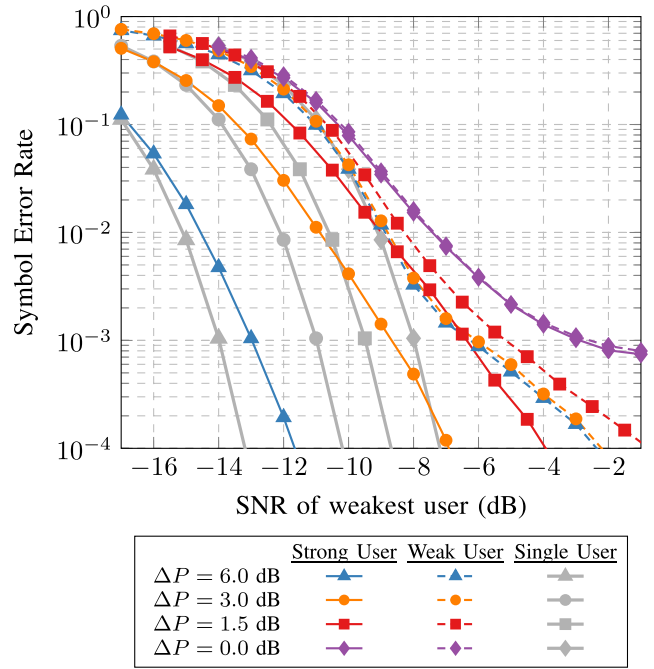 10^0
10^−1
10^−2
10^−3
10^−4
Symbol Error Rate
−16 −14 −12 −10 −8 −6 −4 −2
SNR of weakest user (dB)
Strong User Weak User Single User
ΔP = 6.0 dB
ΔP = 3.0 dB
ΔP = 1.5 dB
ΔP = 0.0 dB